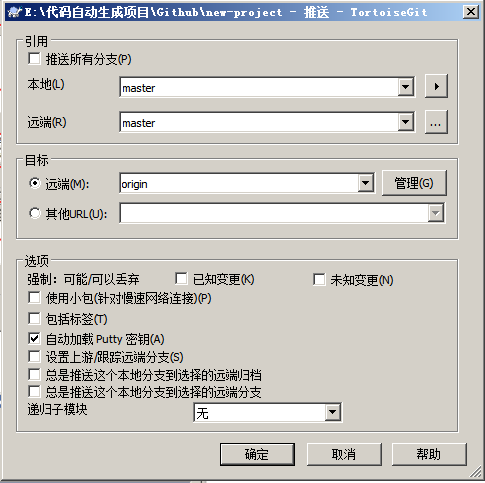 E:\代码自动生成项目\Github\new-project - 推送 - TortoiseGit
引用
推送所有分支(P)
本地(L)
master
远端(R)
master
...
目标
远端(M):
origin
管理(G)
其他URL(U):
选项
强制：可能/可以丢弃
已知变更(K)
未知变更(N)
使用小包(针对慢速网络连接)(P)
包括标签(T)
自动加载 Putty 密钥(A)
设置上游/跟踪远端分支(S)
总是推送这个本地分支到选择的远端归档
总是推送这个本地分支到选择的远端分支
递归子模块
无
确定
取消
帮助